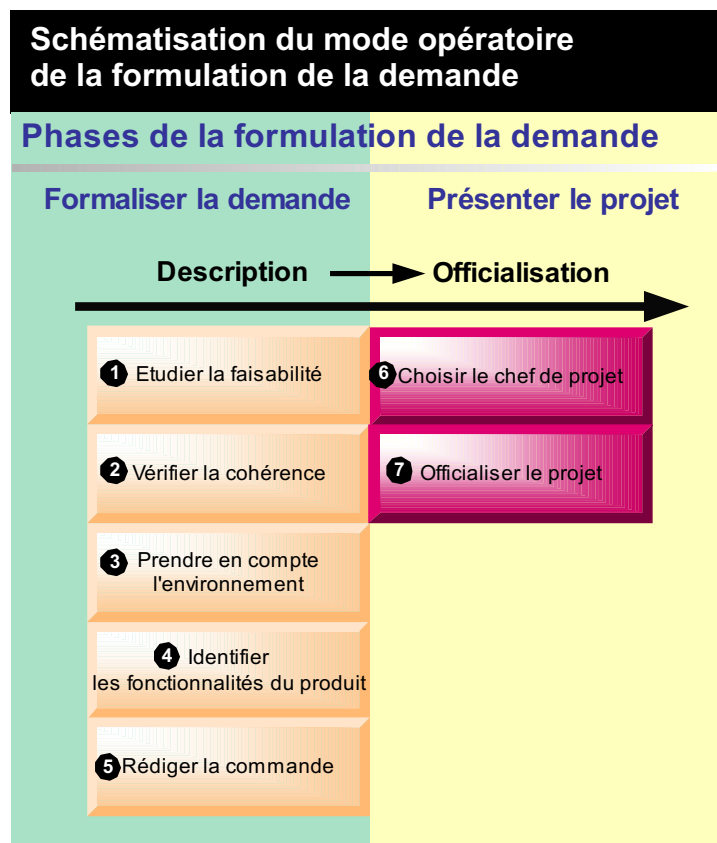 Schématisation du mode opératoire
de la formulation de la demande
Phases de la formulation de la demande
Formaliser la demande
Présenter le projet
Description
Officialisation
1 Etudier la faisabilité
2 Vérifier la cohérence
3 Prendre en compte
l'environnement
4 Identifier
les fonctionnalités du produit
5 Rédiger la commande
6 Choisir le chef de projet
7 Officialiser le projet